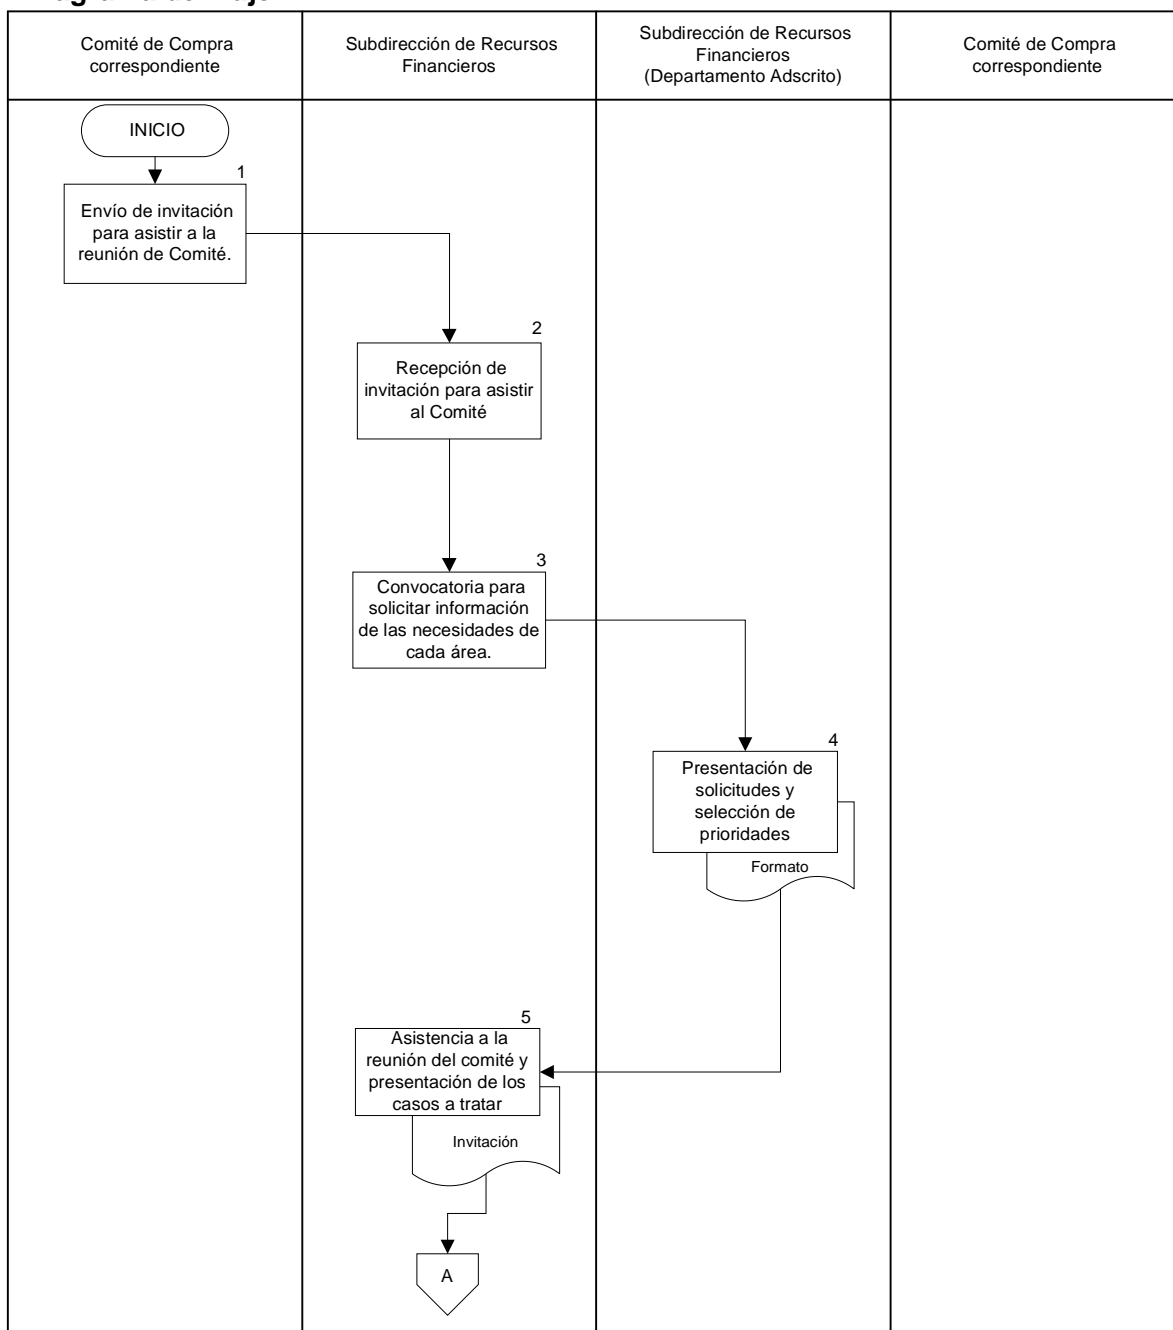 Comité de Compra
correspondiente
Subdirección de Recursos
Financieros
Subdirección de Recursos
Financieros
(Departamento Adscrito)
Comité de Compra
correspondiente
INICIO
1
Envío de invitación
para asistir a la
reunión de Comité.
2
Recepción de
invitación para asistir
al Comité
3
Convocatoria para
solicitar información
de las necesidades de
cada área.
4
Presentación de
solicitudes y
selección de
prioridades
Formato
5
Asistencia a la
reunión del comité y
presentación de los
casos a tratar
Invitación
A